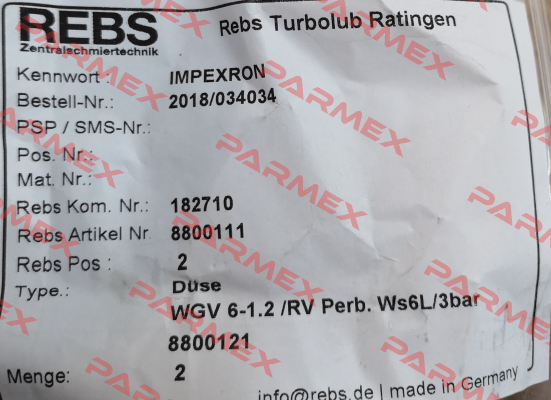 REBS
Zentralschmiertechnik
Rebs Turbolub Ratingen
Kennwort : IMPEXRON
Bestell-Nr.: 2018/034034
PSP / SMS-Nr.:
Pos. Nr.:
Mat. Nr.:
Rebs Kom. Nr.: 182710
Rebs Artikel Nr 8800111
Rebs Pos : 2
Type.: Düse
WGV 6-1.2 /RV Perb. Ws6L/3bar
8800121
Menge: 2
info@rebs.de | made in Germany
PARMEX
PARMEX
PARMEX
PARMEX
PARMEX
PARMEX
PARMEX
PARMEX
PARMEX